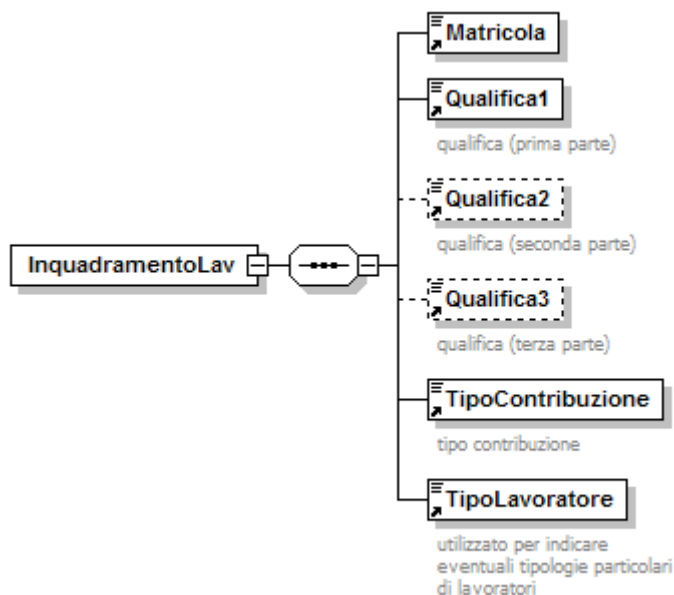 Matricola
Qualifica1
qualifica (prima parte)
Qualifica2
qualifica (seconda parte)
InquadramentoLav
Qualifica3
qualifica (terza parte)
TipoContribuzione
tipo contribuzione
TipoLavoratore
utilizzato per indicare
eventuali tipologie particolari
di lavoratori